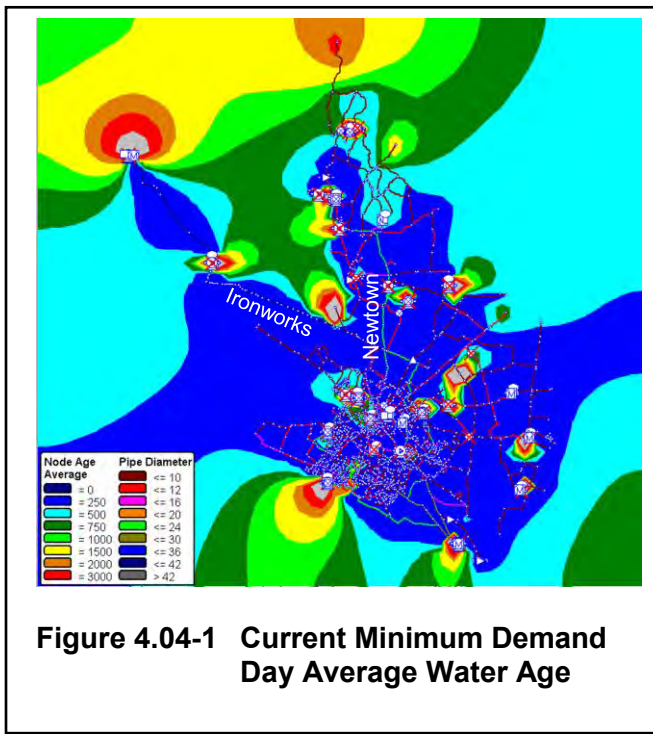 Ironworks
Newtown
Node Age Average
= 0
= 250
= 500
= 750
= 1000
= 1500
= 2000
= 3000
Pipe Diameter
<= 10
<= 12
<= 16
<= 20
<= 24
<= 30
<= 36
<= 42
> 42
Figure 4.04-1 Current Minimum Demand
Day Average Water Age